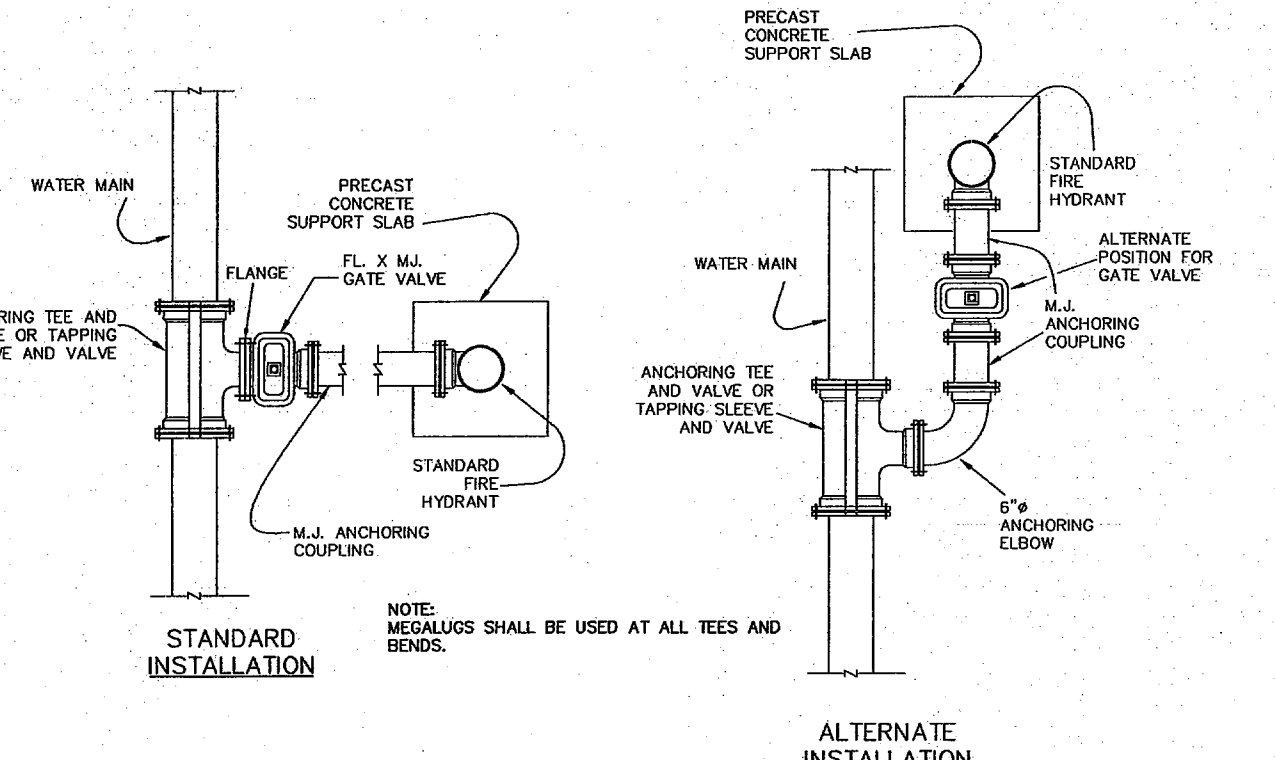 WATER MAIN
PRECAST
CONCRETE
SUPPORT SLAB
FL. X MJ.
GATE VALVE
FLANGE
TEE AND
OR TAPPING
AND VALVE
STANDARD
FIRE
HYDRANT
M.J. ANCHORING
COUPLING
STANDARD
INSTALLATION
NOTE:
MEGALUGS SHALL BE USED AT ALL TEES AND
BENDS.
PRECAST
CONCRETE
SUPPORT SLAB
STANDARD
FIRE
HYDRANT
WATER MAIN
ALTERNATE
POSITION FOR
GATE VALVE
M.J.
ANCHORING
COUPLING
ANCHORING TEE
AND VALVE OR
TAPPING SLEEVE
AND VALVE
6"ø
ANCHORING
ELBOW
ALTERNATE
INSTALLATION